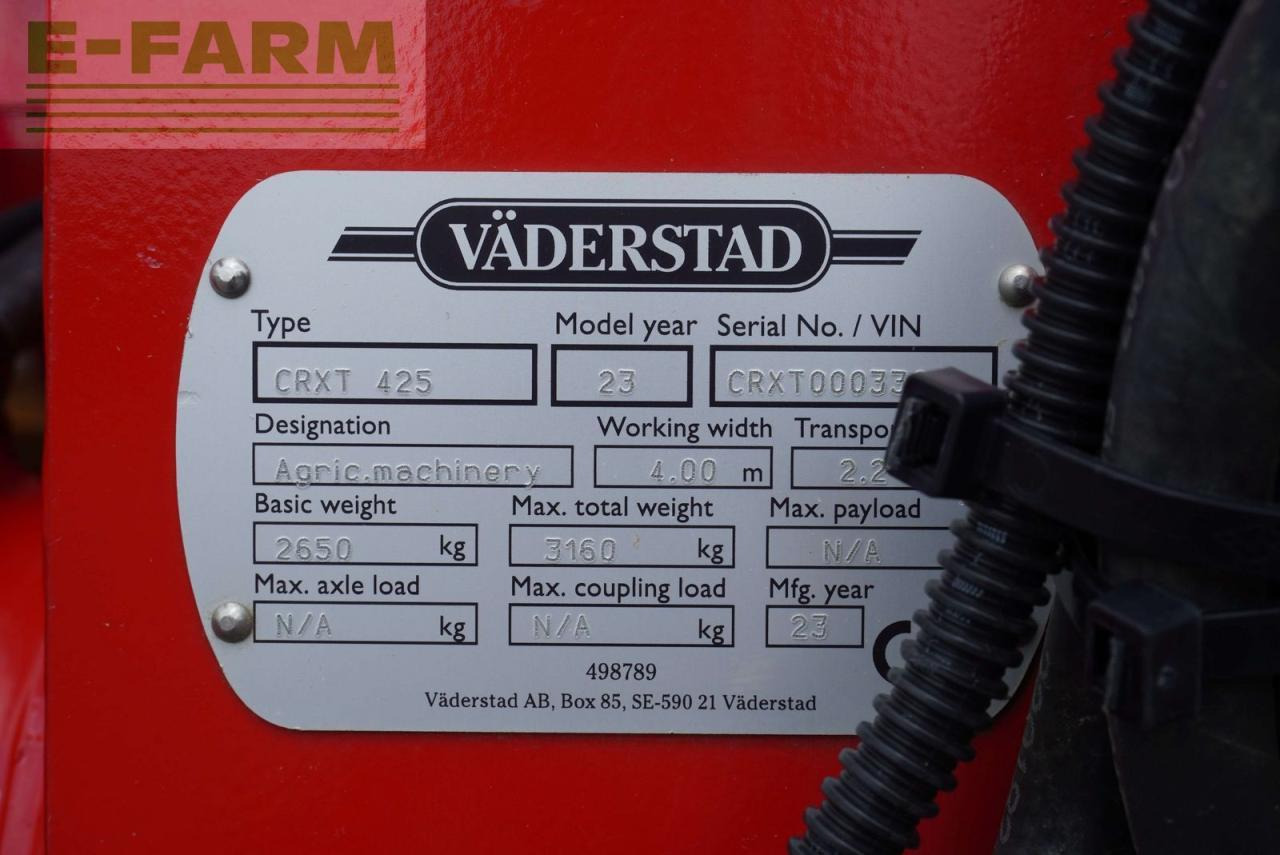 E-FARM
VÄDERSTAD
Type Model year Serial No. / VIN
CRXT 425 23
Designation Working width
Agric.machinery 4.00 m
Basic weight Max. total weight Max. payload
2650 kg 3160 kg N/A
Max. axle load Max. coupling load Mfg. year
N/A kg N/A kg 23
498789
Väderstad AB, Box 85, SE-590 21 Väderstad